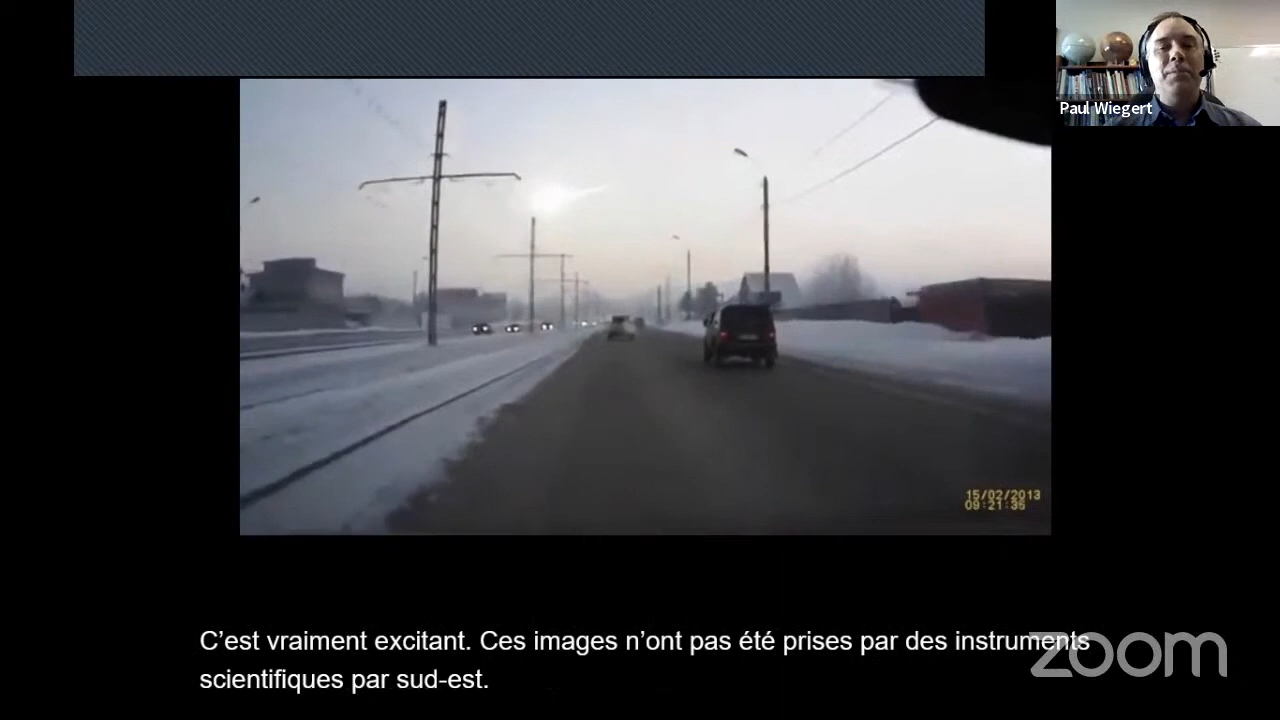 Paul Wiegert
15/02/2013
09:21:35
C'est vraiment excitant. Ces images n'ont pas été prises par des instruments
scientifiques par sud-est.
zoom